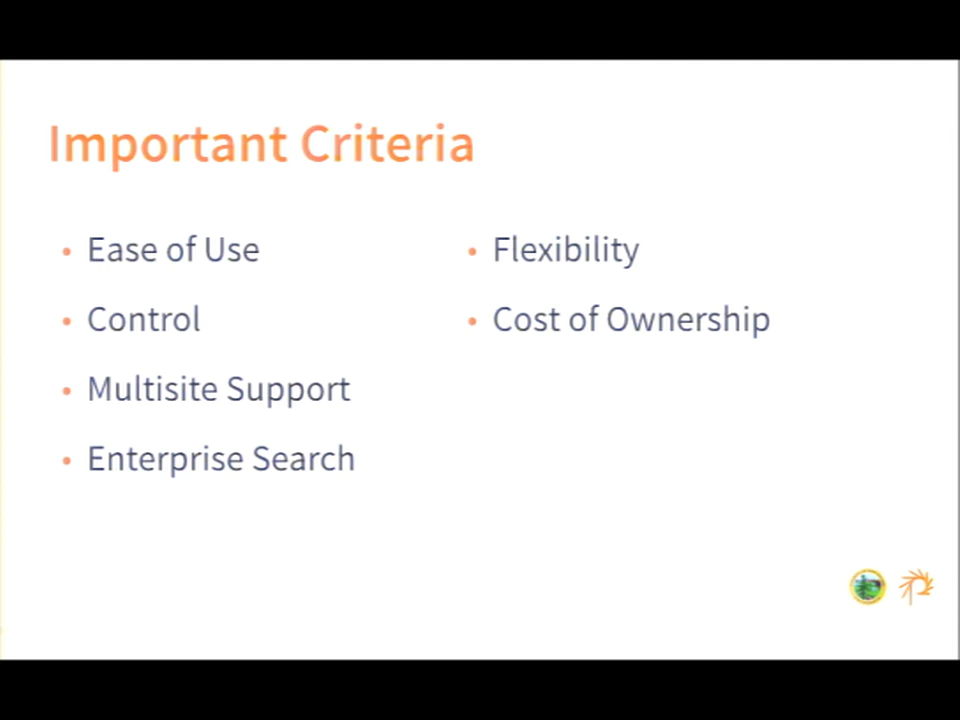 Important Criteria
• Ease of Use
• Control
• Multisite Support
• Enterprise Search
• Flexibility
• Cost of Ownership